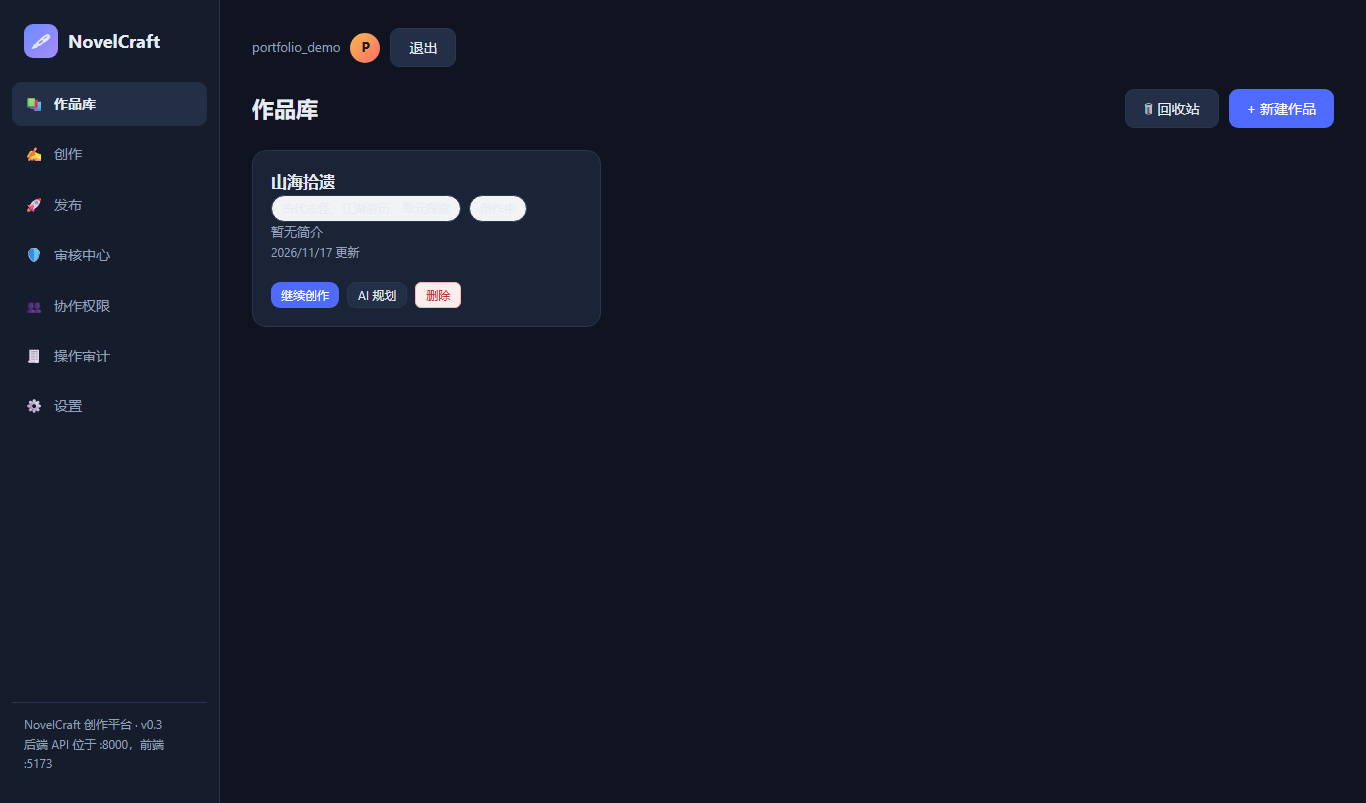 NovelCraft
作品库
创作
发布
审核中心
协作权限
操作审计
设置
NovelCraft 创作平台 · v0.3
后端 API 位于 :8000，前端
:5173
portfolio_demo
P
退出
作品库
回收站
+ 新建作品
山海拾遗
暂无简介
2026/11/17 更新
继续创作
AI 规划
删除